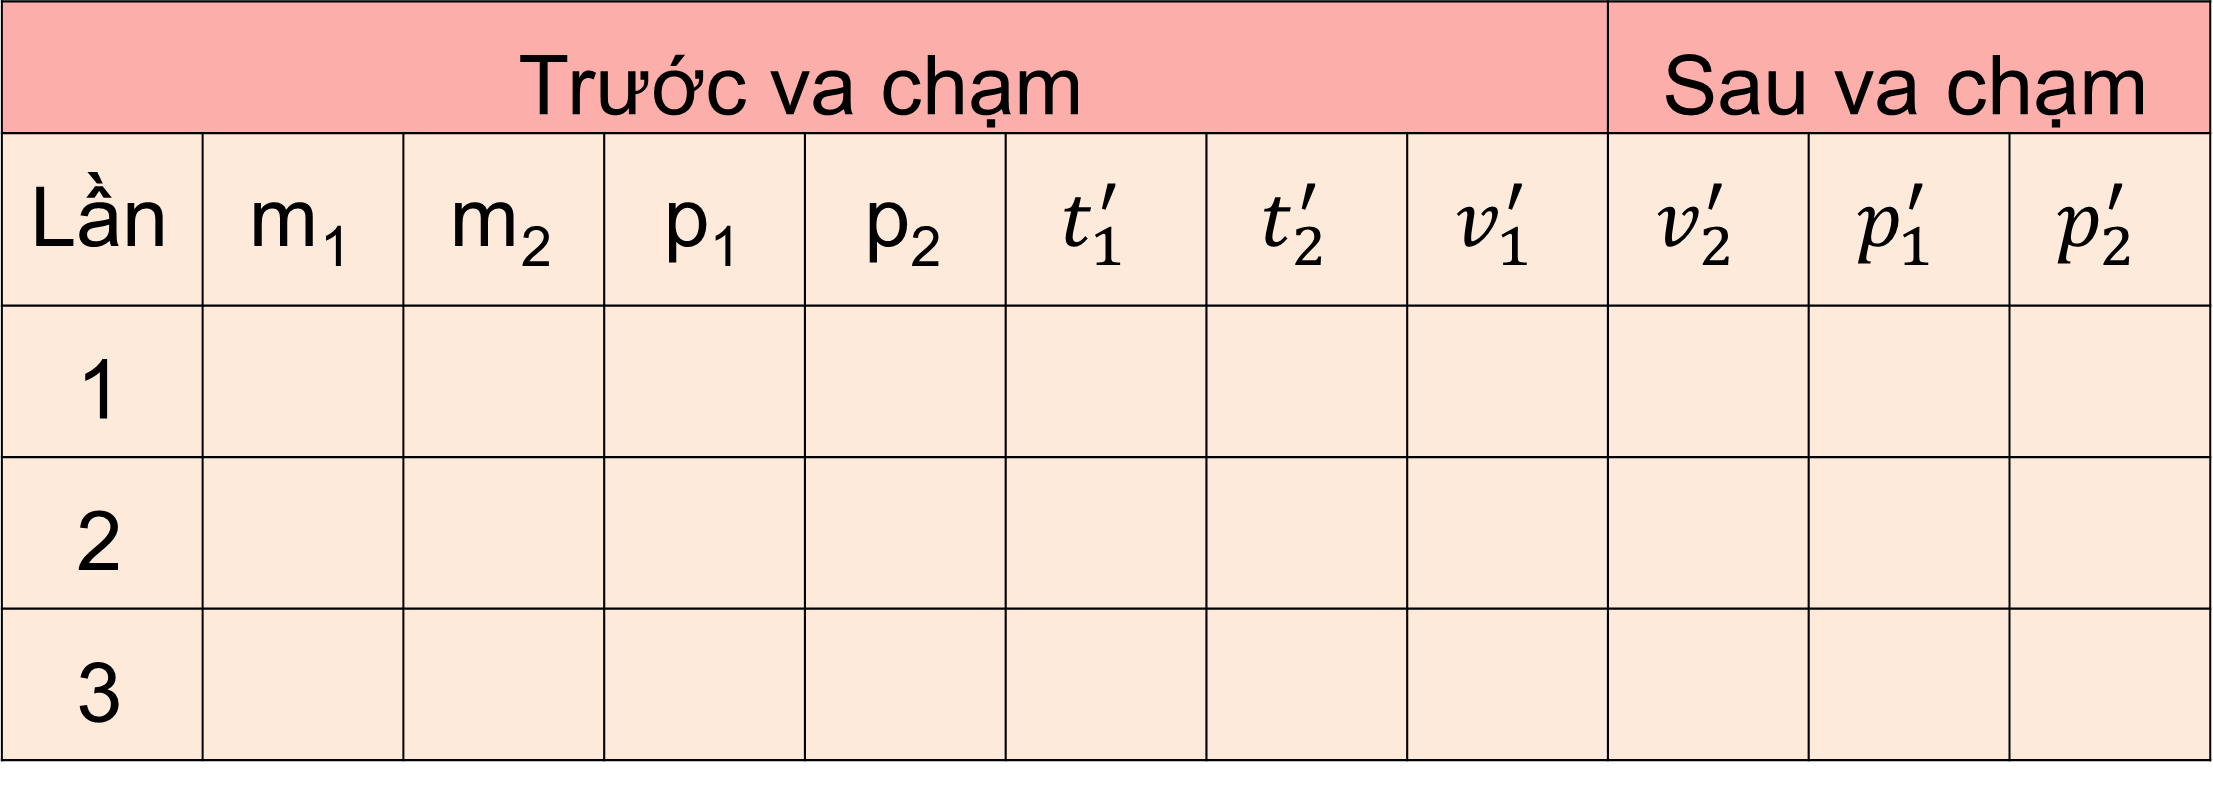 Trước va chạm Sau va chạm
Lần m₁ m₂ p₁ p₂ t′₁ t′₂ v′₁ v′₂ p′₁ p′₂
1
2
3